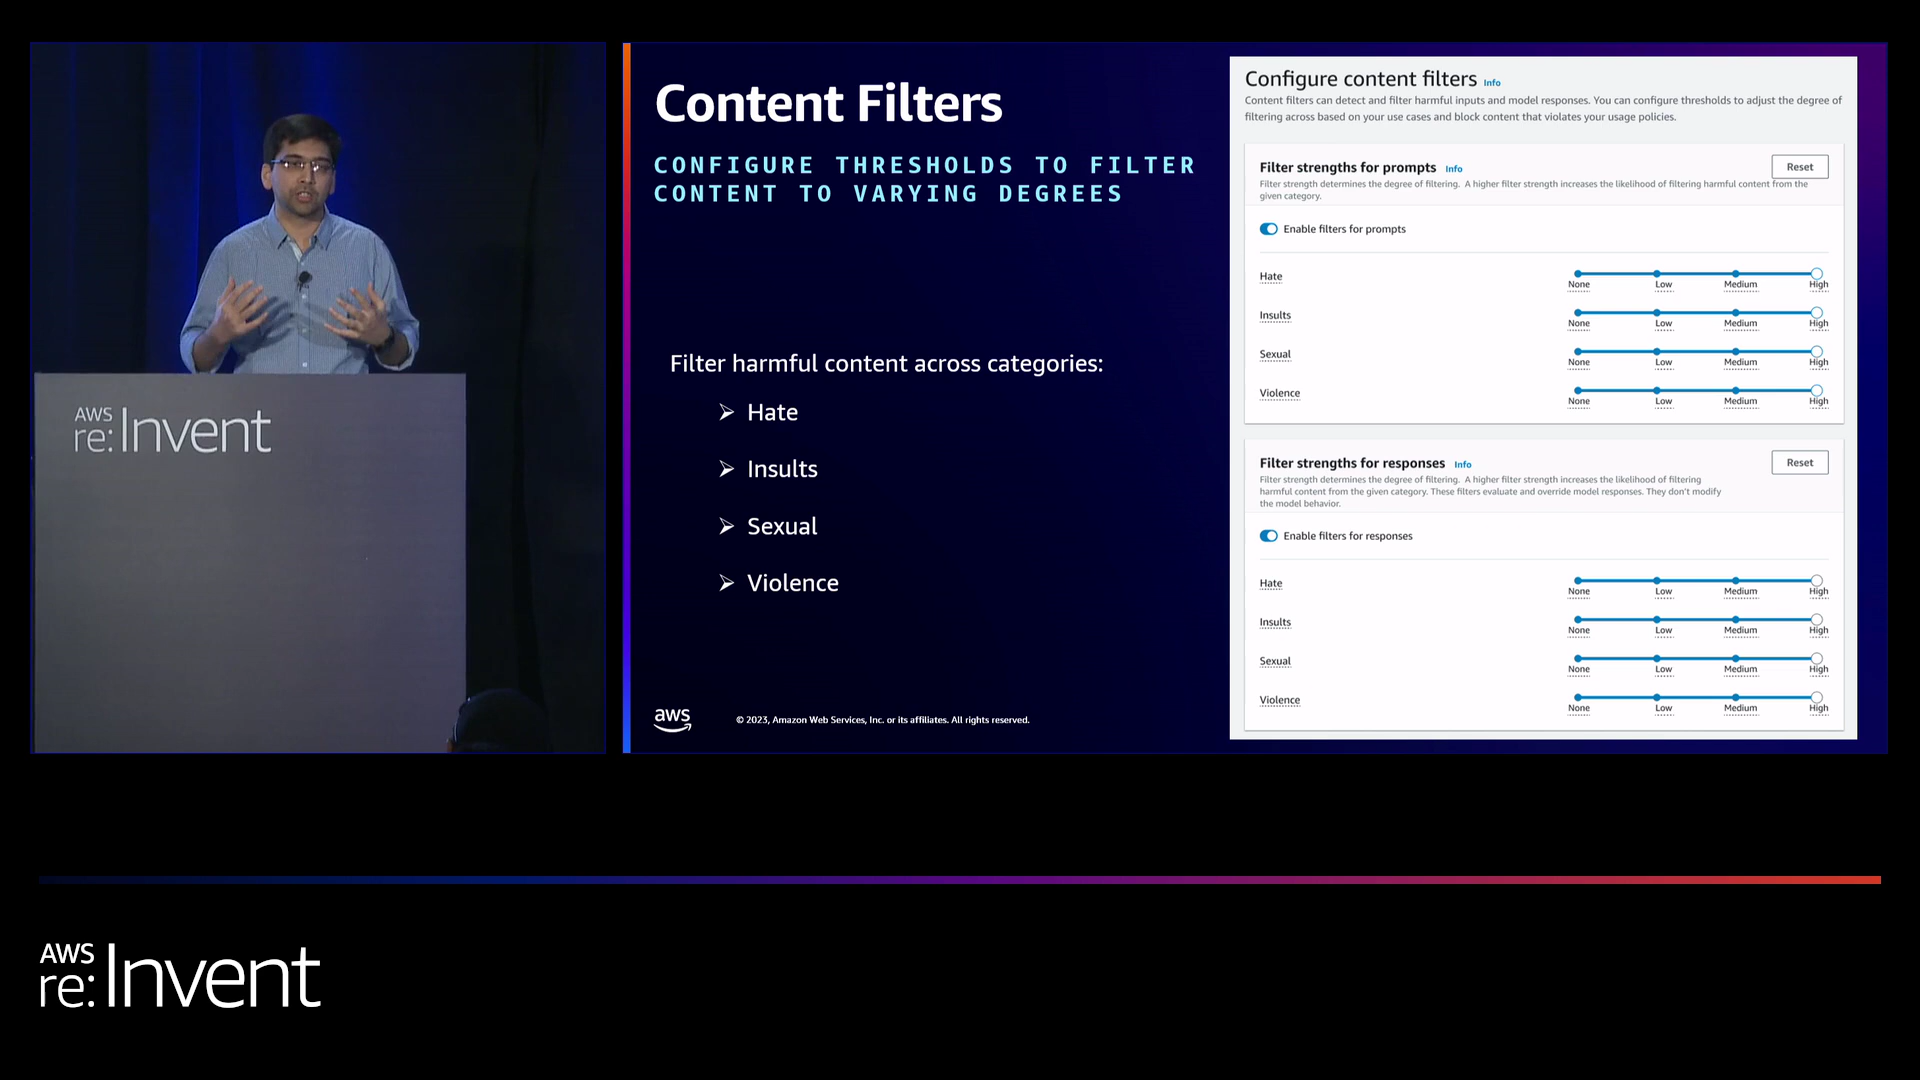 AWS
re:Invent
Content Filters
CONFIGURE THRESHOLDS TO FILTER
CONTENT TO VARYING DEGREES
Filter harmful content across categories:
Hate
Insults
Sexual
Violence
aws
© 2023, Amazon Web Services, Inc. or its affiliates. All rights reserved.
Configure content filters Info
Content filters can detect and filter harmful inputs and model responses. You can configure thresholds to adjust the degree of
filtering across based on your use cases and block content that violates your usage policies.
Filter strengths for prompts Info
Reset
Filter strength determines the degree of filtering. A higher filter strength increases the likelihood of filtering harmful content from the
given category.
Enable filters for prompts
Hate
None Low Medium High
Insults
None Low Medium High
Sexual
None Low Medium High
Violence
None Low Medium High
Filter strengths for responses Info
Reset
Filter strength determines the degree of filtering. A higher filter strength increases the likelihood of filtering
harmful content from the given category. These filters evaluate and override model responses. They don't modify
the model behavior.
Enable filters for responses
Hate
None Low Medium High
Insults
None Low Medium High
Sexual
None Low Medium High
Violence
None Low Medium High
AWS
re:Invent